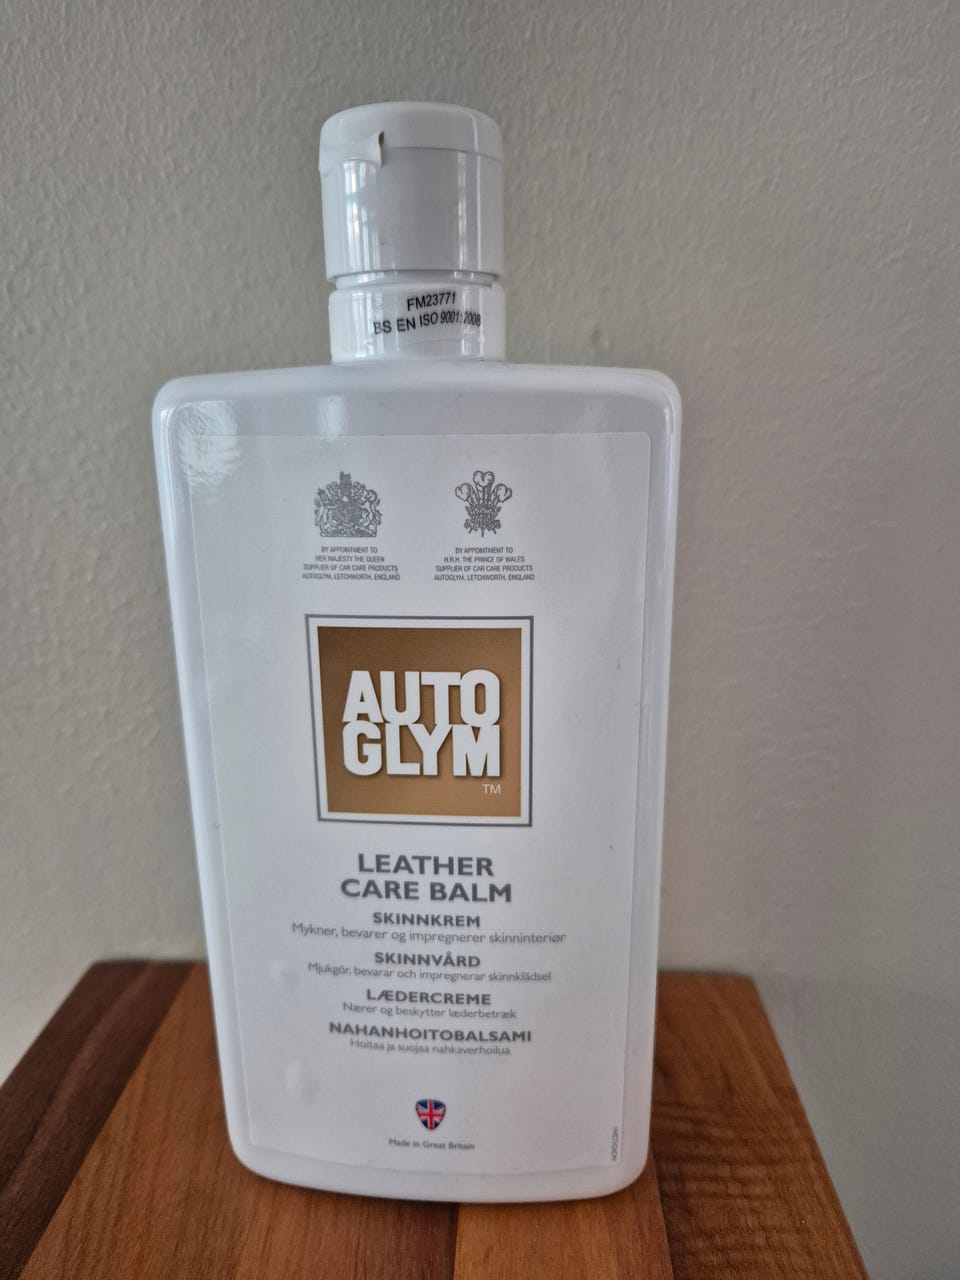 FM23771
BS EN ISO 9001:2008
BY APPOINTMENT TO
HER MAJESTY THE QUEEN
SUPPLIER OF CAR CARE PRODUCTS
AUTOGLYM, LETCHWORTH, ENGLAND
BY APPOINTMENT TO
H.R.H. THE PRINCE OF WALES
SUPPLIER OF CAR CARE PRODUCTS
AUTOGLYM, LETCHWORTH, ENGLAND
AUTO
GLYM
TM
LEATHER
CARE BALM
SKINNKREM
Mykner, bevarer og impregnerer skinninteriør
SKINNVÅRD
Mjukgör, bevarar och impregnerar skinnklädsel
LÆDERCREME
Nærer og beskytter læderbetræk
NAHANHOITOBALSAMI
Hoitaa ja suojaa nahkaverhoilua
Made in Great Britain